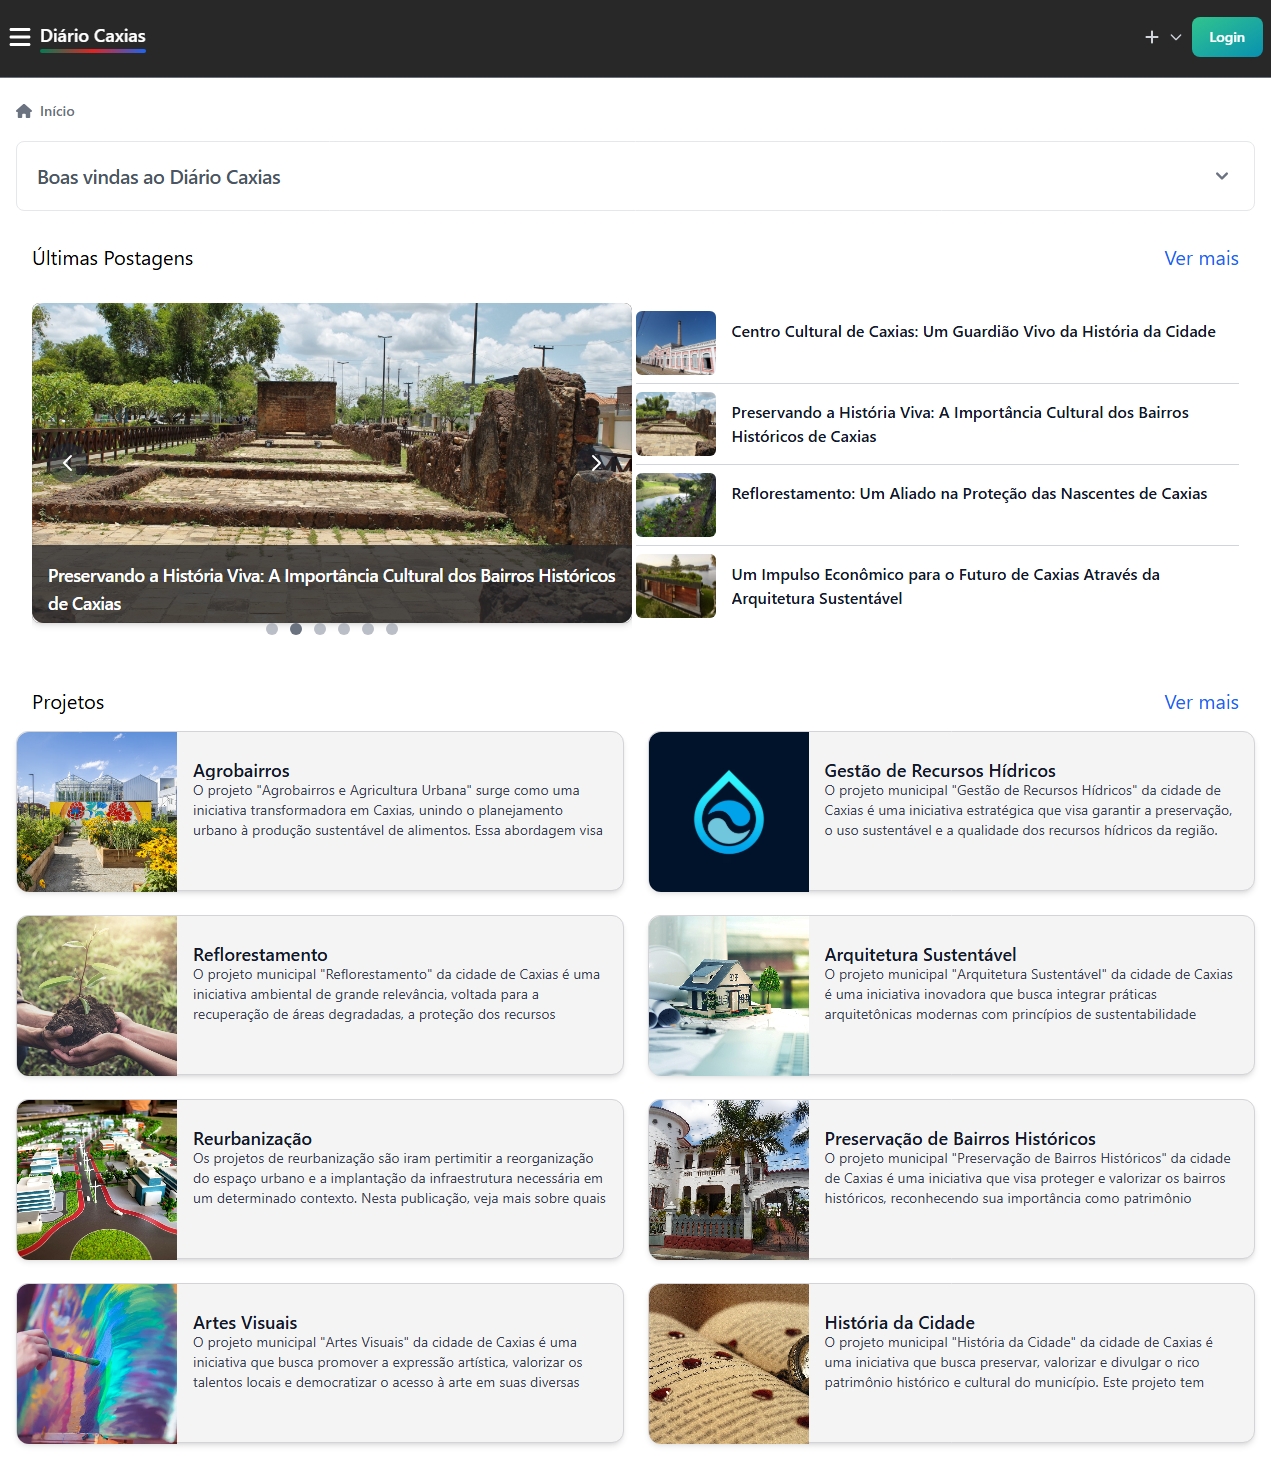 Diário Caxias
Login
Início
Boas vindas ao Diário Caxias
Últimas Postagens
Ver mais
Preservando a História Viva: A Importância Cultural dos Bairros Históricos
de Caxias
Centro Cultural de Caxias: Um Guardião Vivo da História da Cidade
Preservando a História Viva: A Importância Cultural dos Bairros
Históricos de Caxias
Reflorestamento: Um Aliado na Proteção das Nascentes de Caxias
Um Impulso Econômico para o Futuro de Caxias Através da
Arquitetura Sustentável
Projetos
Ver mais
Agrobairros
O projeto "Agrobairros e Agricultura Urbana" surge como uma
iniciativa transformadora em Caxias, unindo o planejamento
urbano à produção sustentável de alimentos. Essa abordagem visa
Gestão de Recursos Hídricos
O projeto municipal "Gestão de Recursos Hídricos" da cidade de
Caxias é uma iniciativa estratégica que visa garantir a preservação,
o uso sustentável e a qualidade dos recursos hídricos da região.
Reflorestamento
O projeto municipal "Reflorestamento" da cidade de Caxias é uma
iniciativa ambiental de grande relevância, voltada para a
recuperação de áreas degradadas, a proteção dos recursos
Arquitetura Sustentável
O projeto municipal "Arquitetura Sustentável" da cidade de Caxias
é uma iniciativa inovadora que busca integrar práticas
arquitetônicas modernas com princípios de sustentabilidade
Reurbanização
Os projetos de reurbanização são iram pertimitir a reorganização
do espaço urbano e a implantação da infraestrutura necessária em
um determinado contexto. Nesta publicação, veja mais sobre quais
Preservação de Bairros Históricos
O projeto municipal "Preservação de Bairros Históricos" da cidade
de Caxias é uma iniciativa que visa proteger e valorizar os bairros
históricos, reconhecendo sua importância como patrimônio
Artes Visuais
O projeto municipal "Artes Visuais" da cidade de Caxias é uma
iniciativa que busca promover a expressão artística, valorizar os
talentos locais e democratizar o acesso à arte em suas diversas
História da Cidade
O projeto municipal "História da Cidade" da cidade de Caxias é
uma iniciativa que busca preservar, valorizar e divulgar o rico
patrimônio histórico e cultural do município. Este projeto tem